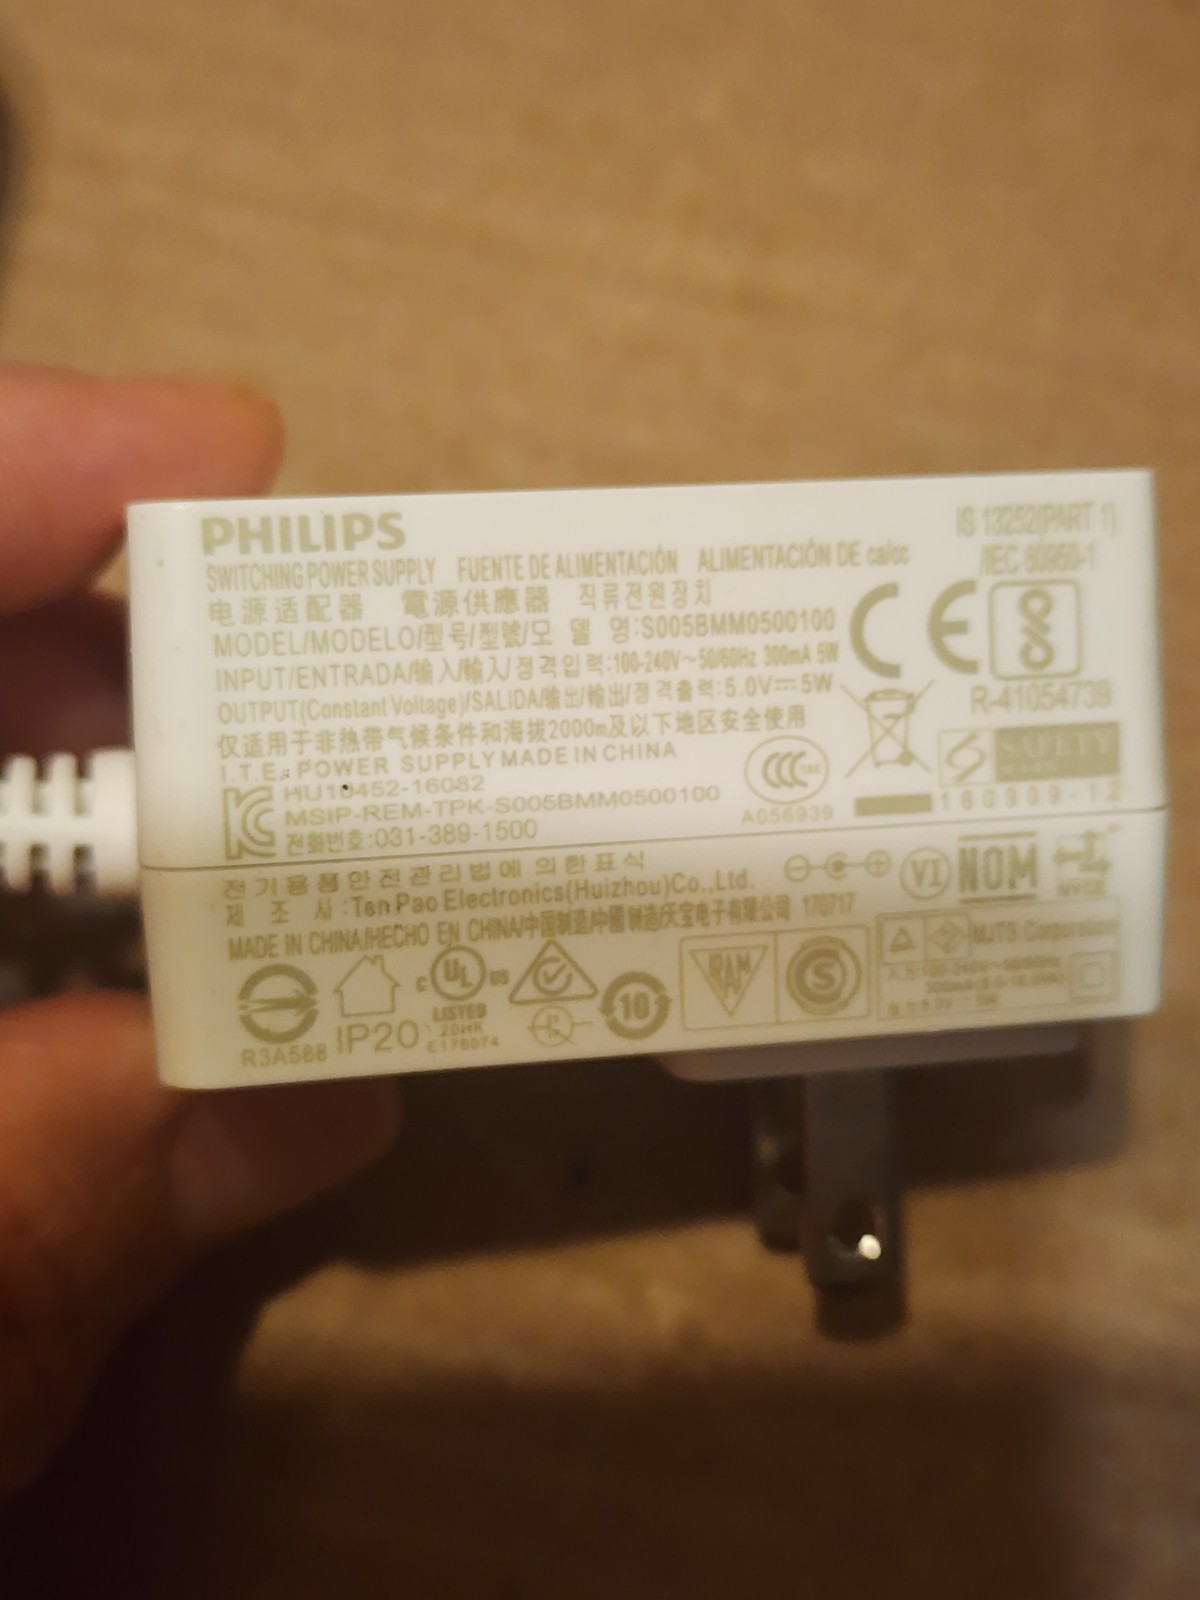 PHILIPS
IS 13252(PART 1)
/IEC 60950-1
SWITCHING POWER SUPPLY FUENTE DE ALIMENTACIÓN ALIMENTACIÓN DE ca/cc
电源适配器 電源供應器 직류전원장치
MODEL/MODELO/型号/型號/모 델 명:S005BMM0500100
INPUT/ENTRADA/输入/輸入/정격입력:100-240V~50/60Hz 300mA 5W
OUTPUT(Constant Voltage)/SALIDA/输出/輸出/정격출력:5.0V⎓5W
R-41054739
仅适用于非热带气候条件和海拔2000m及以下地区安全使用
I.T.E. POWER SUPPLY MADE IN CHINA
SAFETY
HU10452-16082
MSIP-REM-TPK-S005BMM0500100
A056939
160909-12
전화번호:031-389-1500
전기용품안전관리법에 의한표식
제 조 사:Ten Pao Electronics(Huizhou)Co.,Ltd.
VI
NOM
MADE IN CHINA/HECHO EN CHINA/中国制造/中國制造/天宝电子有限公司 170717
MJTS Corporation
c UL us
LISTED
E178074
10
IRAM
S
R3A588
IP20